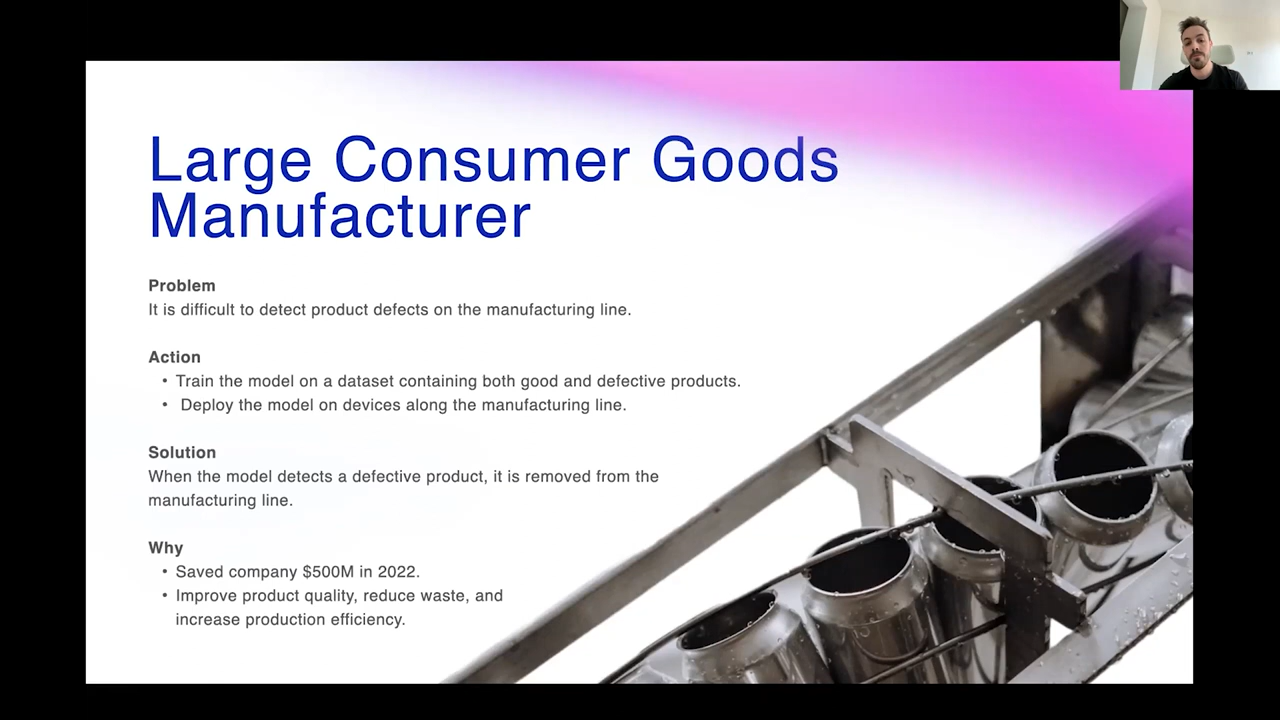 Large Consumer Goods
Manufacturer
Problem
It is difficult to detect product defects on the manufacturing line.
Action
• Train the model on a dataset containing both good and defective products.
• Deploy the model on devices along the manufacturing line.
Solution
When the model detects a defective product, it is removed from the
manufacturing line.
Why
• Saved company $500M in 2022.
• Improve product quality, reduce waste, and
increase production efficiency.